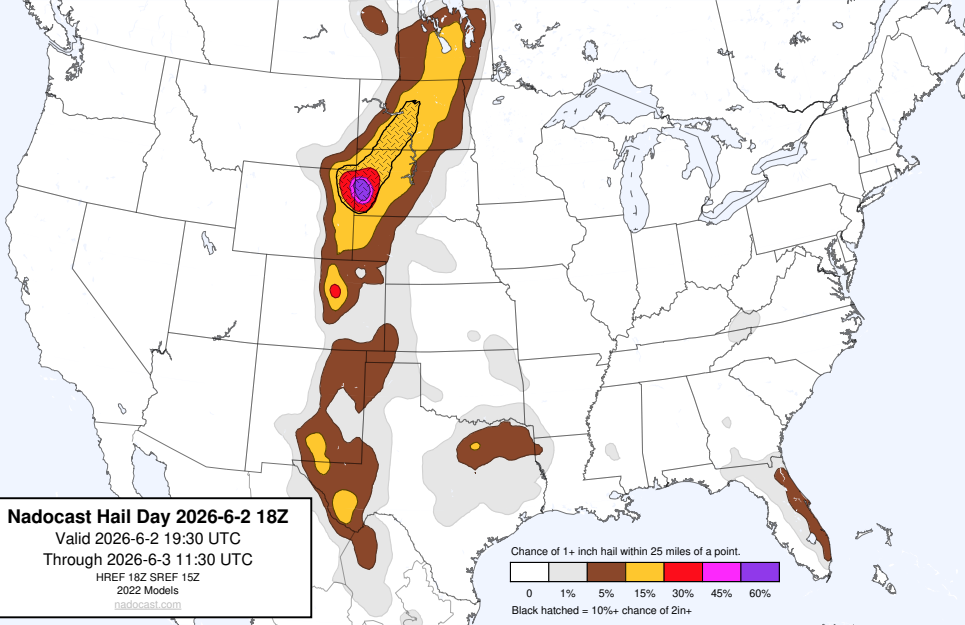 Nadocast Hail Day 2026-6-2 18Z
Valid 2026-6-2 19:30 UTC
Through 2026-6-3 11:30 UTC
HREF 18Z SREF 15Z
2022 Models
nadocast.com
Chance of 1+ inch hail within 25 miles of a point.
0 1% 5% 15% 30% 45% 60%
Black hatched = 10%+ chance of 2in+